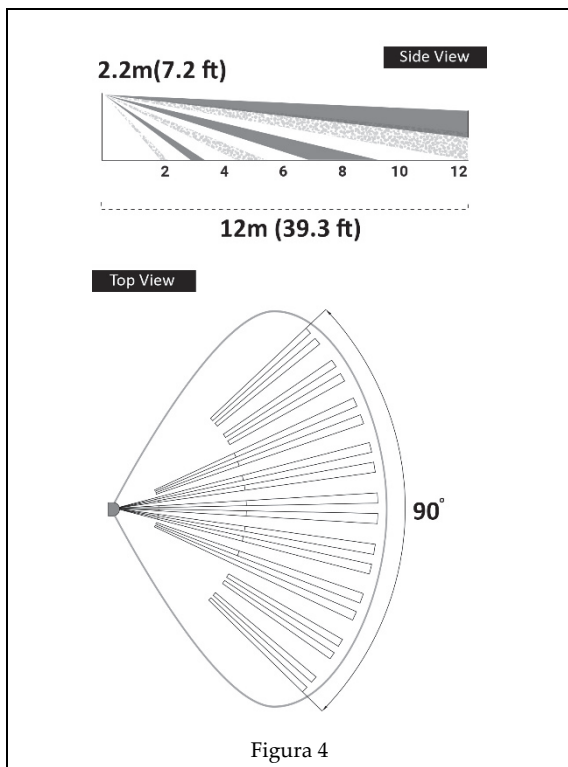 Side View
2.2m(7.2 ft)
2 4 6 8 10 12
12m (39.3 ft)
Top View
90°
Figura 4